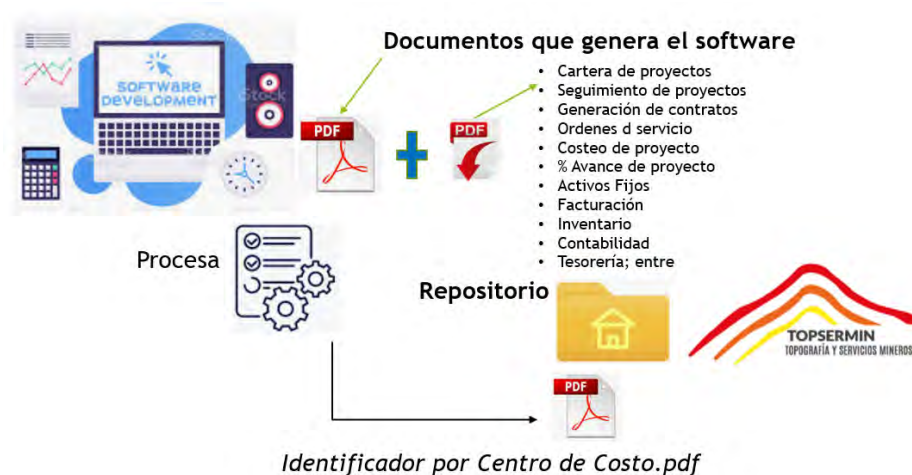 Documentos que genera el software
SOFTWARE
DEVELOPMENT
iStock
PDF
PDF
• Cartera de proyectos
• Seguimiento de proyectos
• Generación de contratos
• Ordenes d servicio
• Costeo de proyecto
• % Avance de proyecto
• Activos Fijos
• Facturación
• Inventario
• Contabilidad
• Tesorería; entre
Procesa
Repositorio
TOPSERMIN
TOPOGRAFÍA Y SERVICIOS MINEROS
PDF
Identificador por Centro de Costo.pdf